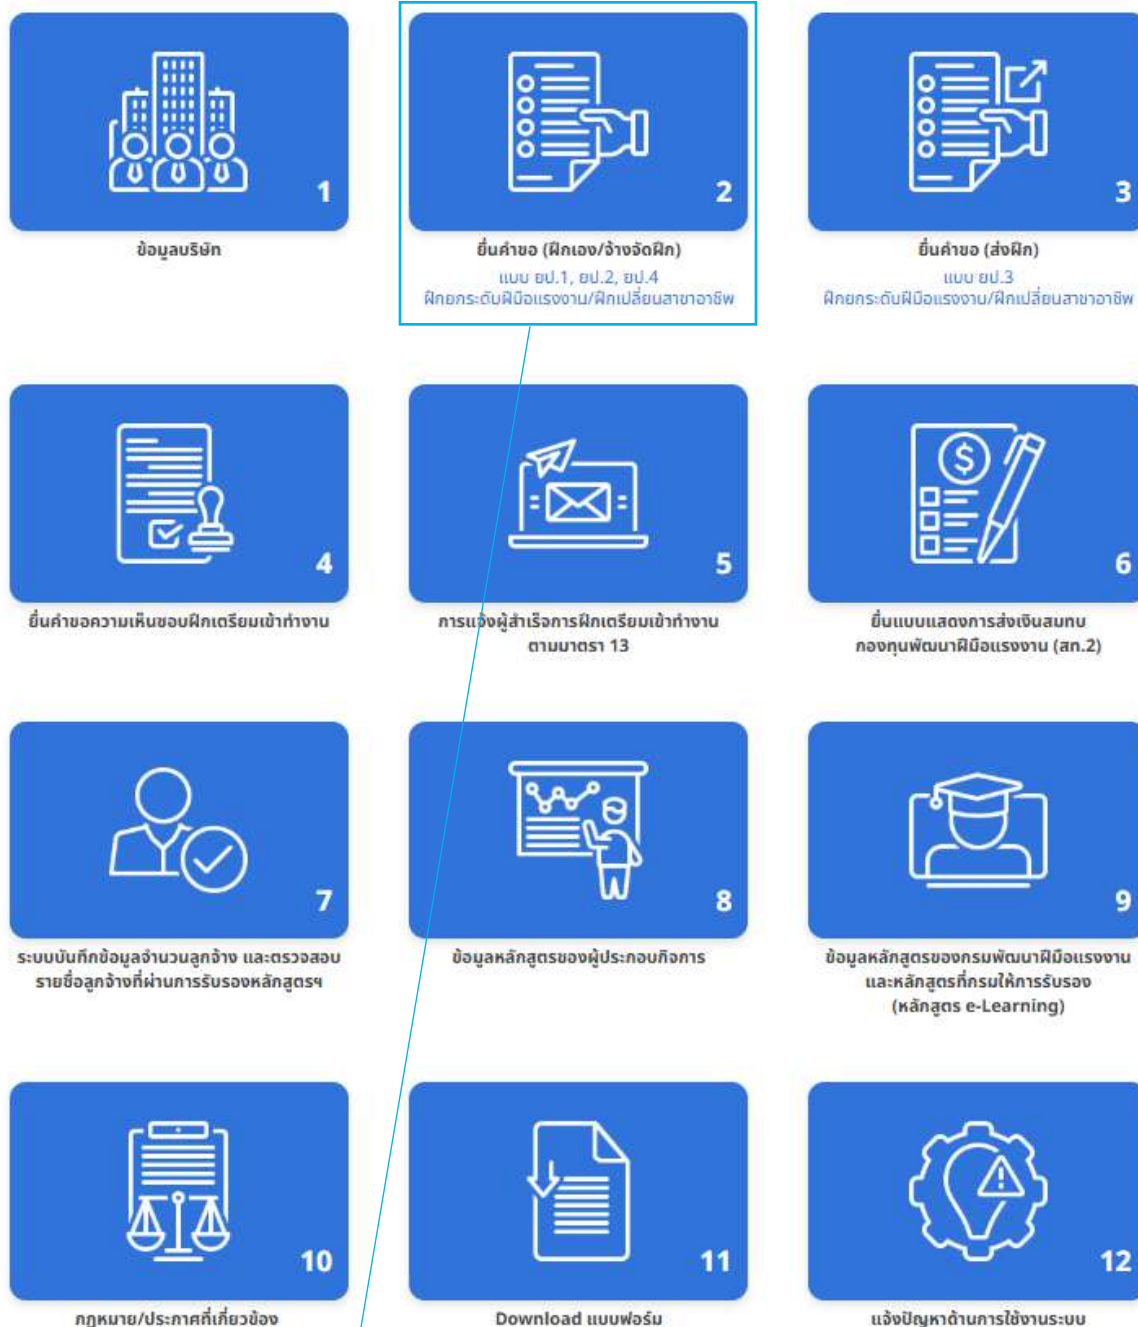 1
2
3
ข้อมูลบริษัท
ยื่นคำขอ (ฝึกเอง/จ้างจัดฝึก)
แบบ ยป.1, ยป.2, ยป.4
ฝึกยกระดับฝีมือแรงงาน/ฝึกเปลี่ยนสาขาอาชีพ
ยื่นคำขอ (ส่งฝึก)
แบบ ยป.3
ฝึกยกระดับฝีมือแรงงาน/ฝึกเปลี่ยนสาขาอาชีพ
4
5
6
ยื่นคำขอความเห็นชอบฝึกเตรียมเข้าทำงาน
การแจ้งผู้สำเร็จการฝึกเตรียมเข้าทำงาน
ตามมาตรา 13
ยื่นแบบแสดงการส่งเงินสมทบ
กองทุนพัฒนาฝีมือแรงงาน (สท.2)
7
8
9
ระบบบันทึกข้อมูลจำนวนลูกจ้าง และตรวจสอบ
รายชื่อลูกจ้างที่ผ่านการรับรองหลักสูตรฯ
ข้อมูลหลักสูตรของผู้ประกอบกิจการ
ข้อมูลหลักสูตรของกรมพัฒนาฝีมือแรงงาน
และหลักสูตรที่กรมให้การรับรอง
(หลักสูตร e-Learning)
10
11
12
กฎหมาย/ประกาศที่เกี่ยวข้อง
Download แบบฟอร์ม
แจ้งปัญหาด้านการใช้งานระบบ